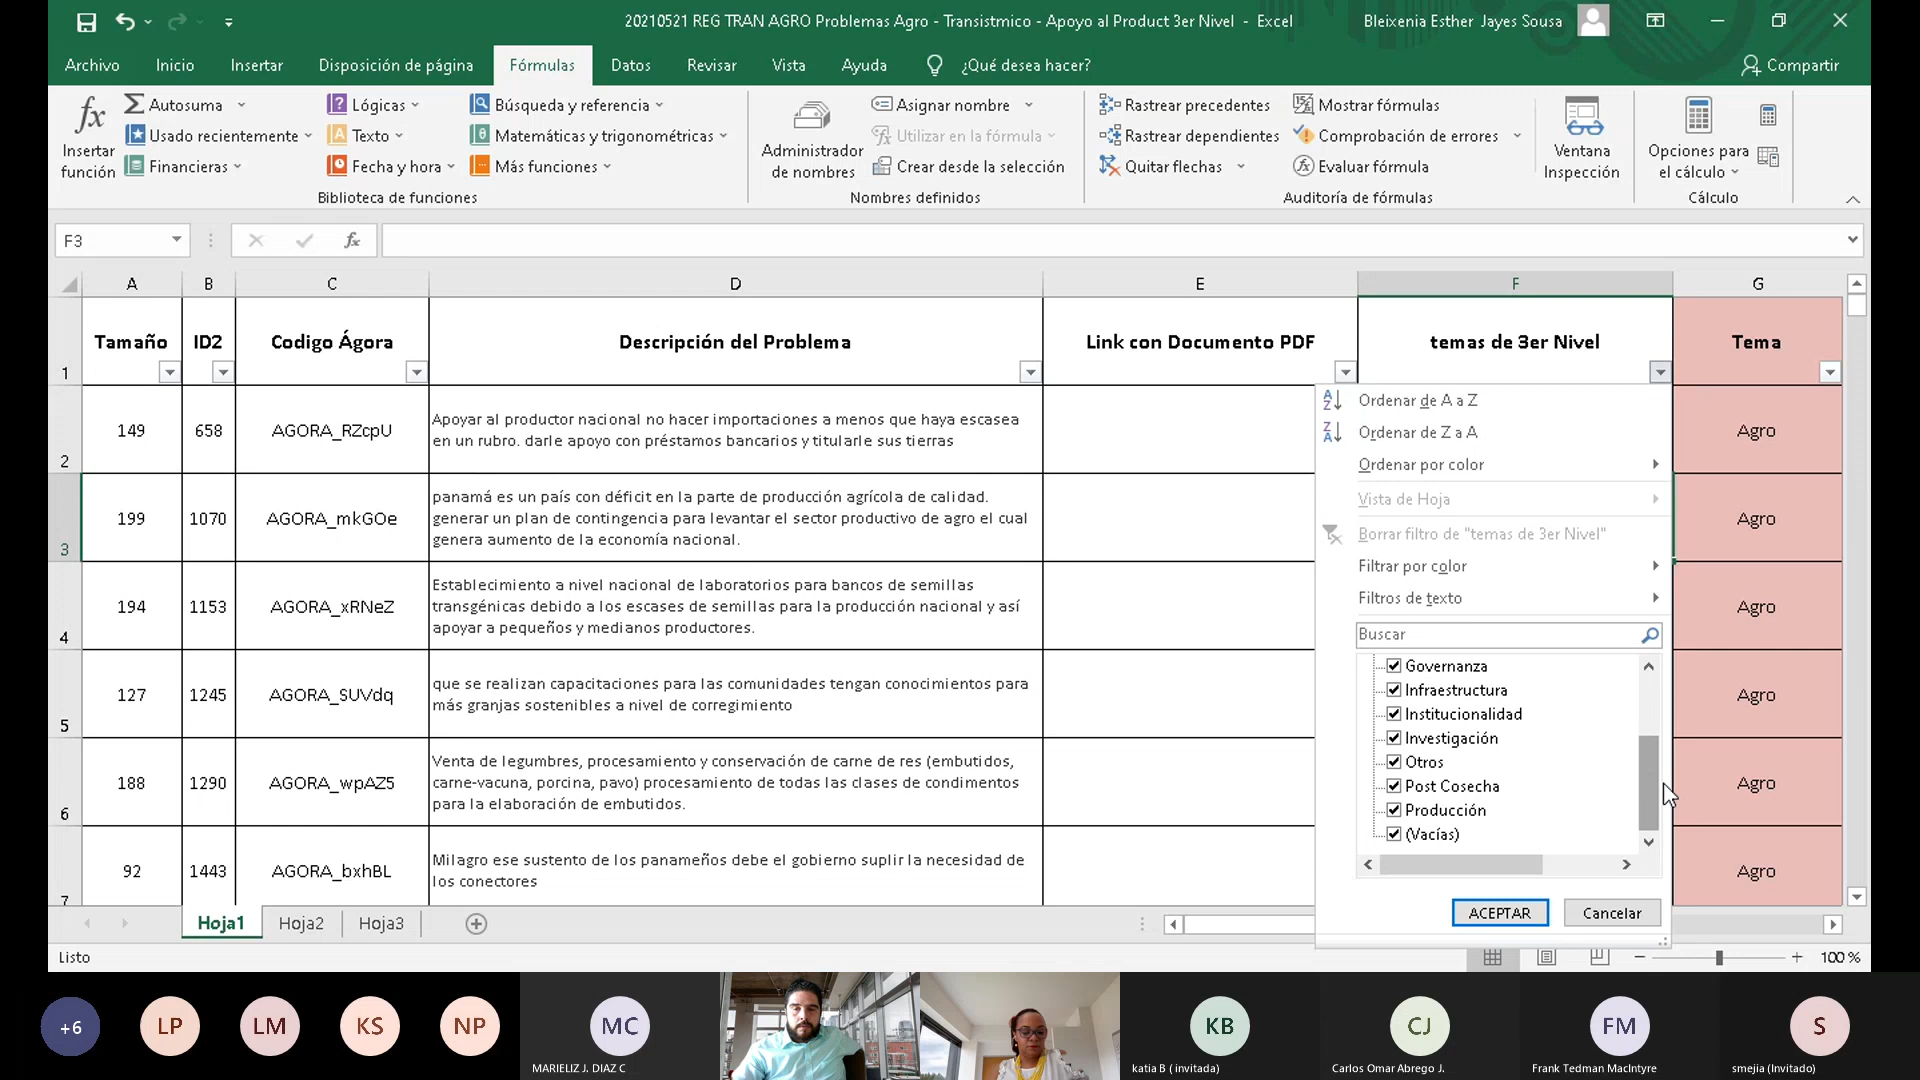 20210521 REG TRAN AGRO Problemas Agro - Transistmico - Apoyo al Product 3er Nivel - Excel
Bleixenia Esther Jayes Sousa
Archivo
Inicio
Insertar
Disposición de página
Fórmulas
Datos
Revisar
Vista
Ayuda
¿Qué desea hacer?
Compartir
fx
Insertar
función
Autosuma
Usado recientemente
Financieras
Lógicas
Texto
Fecha y hora
Búsqueda y referencia
Matemáticas y trigonométricas
Más funciones
Biblioteca de funciones
Administrador
de nombres
Asignar nombre
Utilizar en la fórmula
Crear desde la selección
Nombres definidos
Rastrear precedentes
Rastrear dependientes
Quitar flechas
Mostrar fórmulas
Comprobación de errores
Evaluar fórmula
Auditoría de fórmulas
Ventana
Inspección
Opciones para
el cálculo
Cálculo
F3
fx
A B C D E F G
1
Tamaño
ID2
Codigo Ágora
Descripción del Problema
Link con Documento PDF
temas de 3er Nivel
Tema
2
149
658
AGORA_RZcpU
Apoyar al productor nacional no hacer importaciones a menos que haya escasea
en un rubro. darle apoyo con préstamos bancarios y titularle sus tierras
Agro
3
199
1070
AGORA_mkGOe
panamá es un país con déficit en la parte de producción agrícola de calidad.
generar un plan de contingencia para levantar el sector productivo de agro el cual
genera aumento de la economía nacional.
Agro
4
194
1153
AGORA_xRNeZ
Establecimiento a nivel nacional de laboratorios para bancos de semillas
transgénicas debido a los escases de semillas para la producción nacional y así
apoyar a pequeños y medianos productores.
Agro
5
127
1245
AGORA_SUVdq
que se realizan capacitaciones para las comunidades tengan conocimientos para
más granjas sostenibles a nivel de corregimiento
Agro
6
188
1290
AGORA_wpAZ5
Venta de legumbres, procesamiento y conservación de carne de res (embutidos,
carne-vacuna, porcina, pavo) procesamiento de todas las clases de condimentos
para la elaboración de embutidos.
Agro
7
92
1443
AGORA_bxhBL
Milagro ese sustento de los panameños debe el gobierno suplir la necesidad de
los conectores
Agro
Ordenar de A a Z
Ordenar de Z a A
Ordenar por color
Vista de Hoja
Borrar filtro de "temas de 3er Nivel"
Filtrar por color
Filtros de texto
Buscar
Governanza
Infraestructura
Institucionalidad
Investigación
Otros
Post Cosecha
Producción
(Vacías)
ACEPTAR
Cancelar
Hoja1
Hoja2
Hoja3
Listo
100 %
+6
LP
LM
KS
NP
MC
MARIELIZ J. DIAZ C
KB
katia B ( invitada)
CJ
Carlos Omar Abrego J.
FM
Frank Tedman MacIntyre
S
smejia (Invitado)